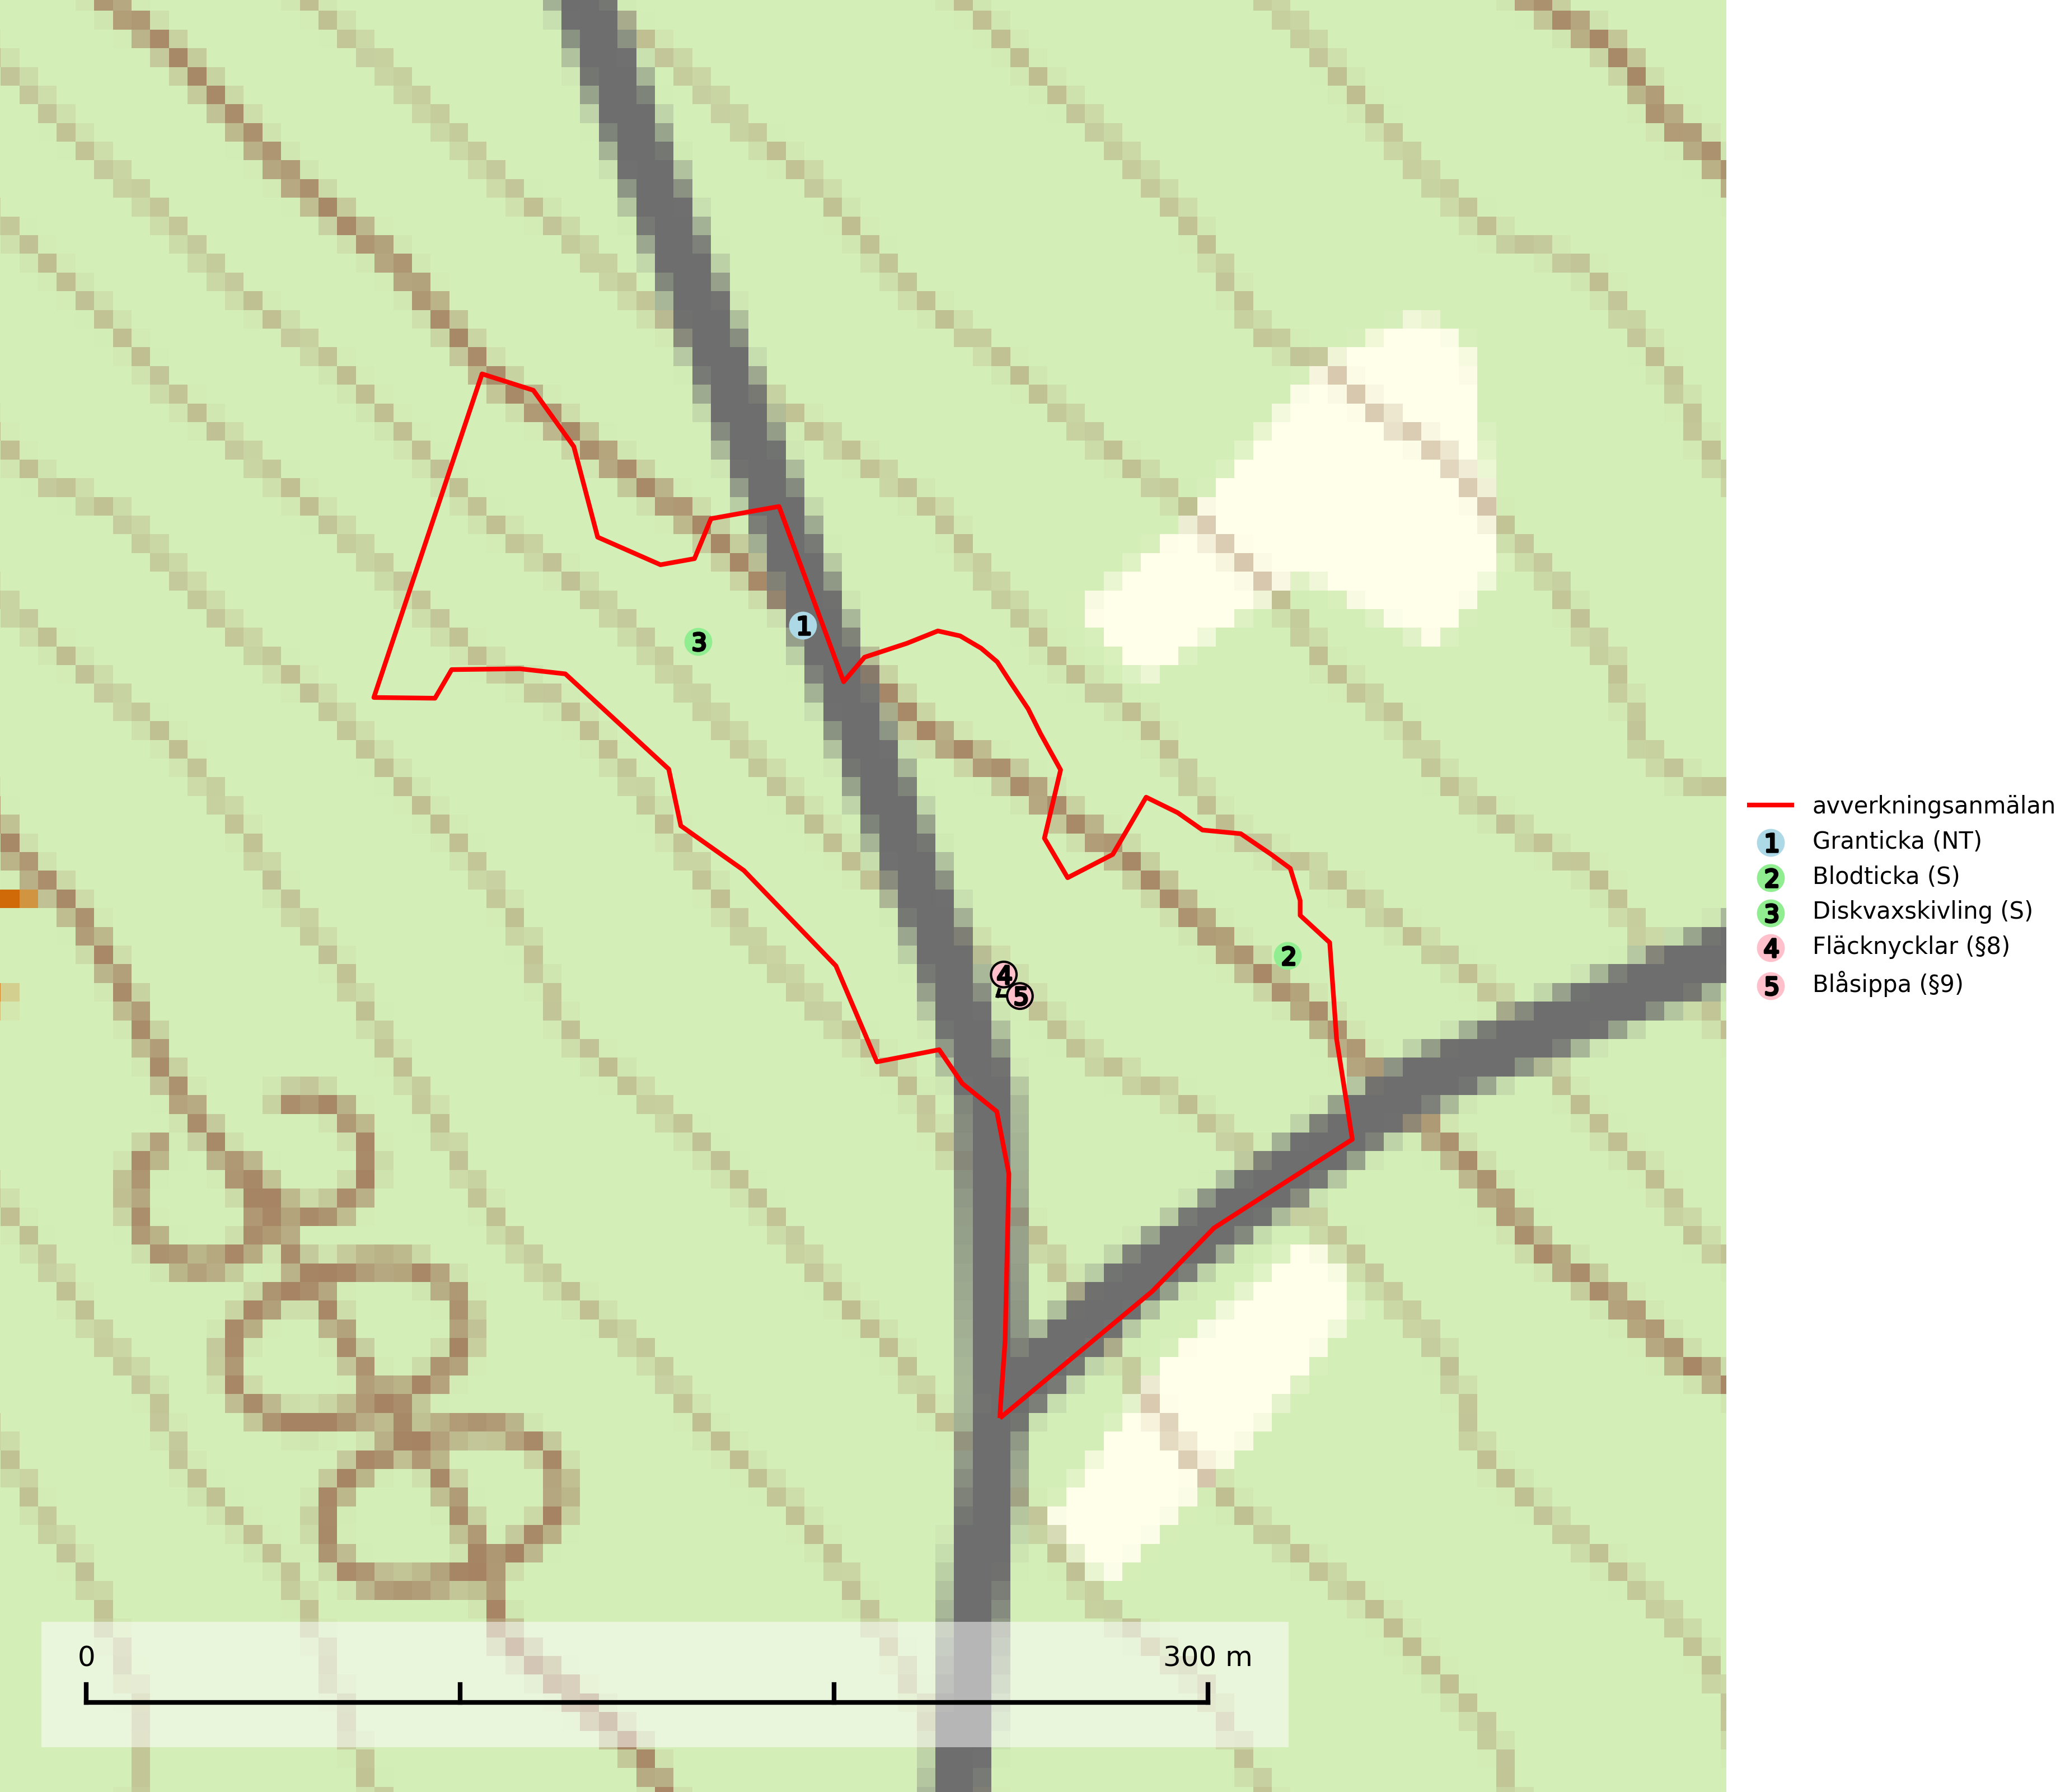 1
3
2
4
5
avverkningsanmälan
1 Granticka (NT)
2 Blodticka (S)
3 Diskvaxskivling (S)
4 Fläcknycklar (§8)
5 Blåsippa (§9)
0 300 m